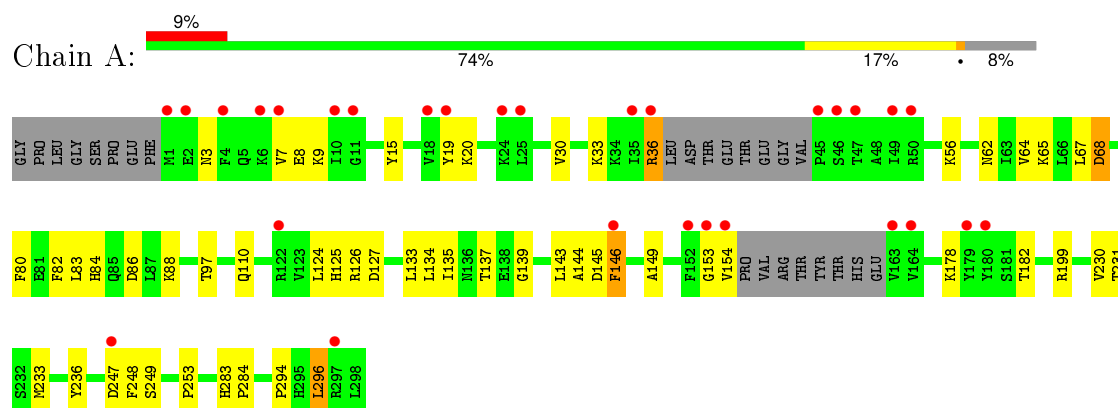 9%
Chain A:
74% 17% • 8%
GLY PRO LEU GLY SER PRO GLU PHE M1 E2 N3 F4 Q5 K6 V7 E8 K9 I10 G11 Y15 V18 Y19 K20 K24 L25 V30 K33 K34 I35 R36 LEU ASP THR GLU THR GLU GLY VAL P45 S46 T47 A48 I49 R50 K56 N62 I63 V64 K65 L66 L67 D68
F80 E81 F82 L83 H84 Q85 D86 L87 K88 T97 Q110 R122 V123 L124 H125 R126 D127 L133 L134 I135 N136 T137 E138 G139 L143 A144 D145 F146 A149 F152 G153 V154 PRO VAL ARG THR TYR THR HIS GLU V163 V164 K178 Y179 Y180 S181 T182 R199 V230 T231
S232 M233 Y236 D247 F248 S249 P253 H283 P284 P294 H295 L296 R297 L298